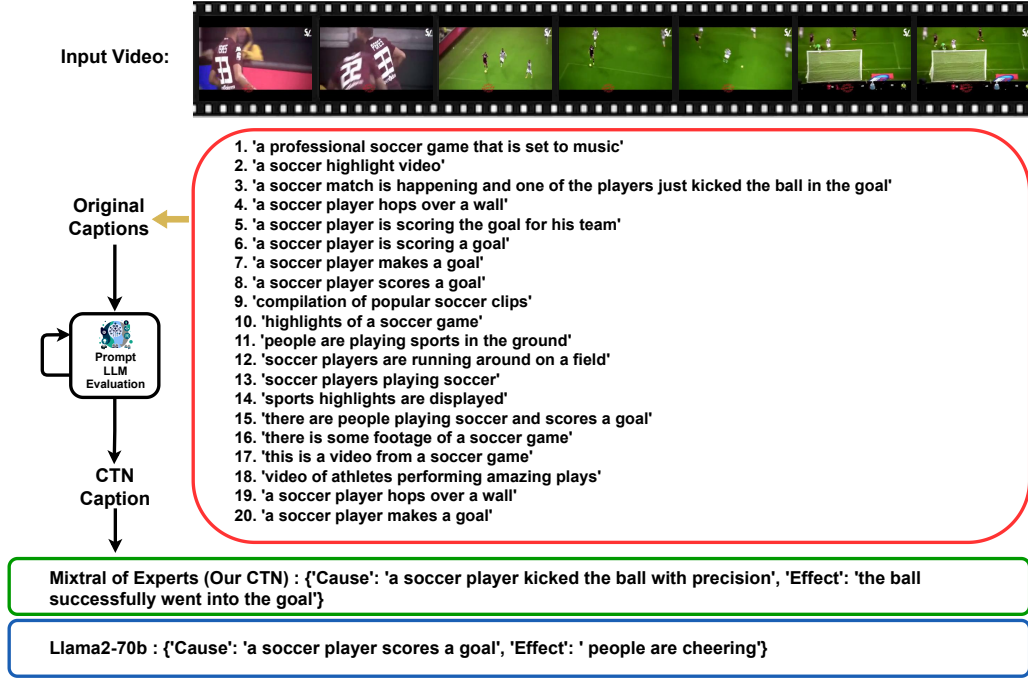 Input Video:
Original
Captions
1. 'a professional soccer game that is set to music'
2. 'a soccer highlight video'
3. 'a soccer match is happening and one of the players just kicked the ball in the goal'
4. 'a soccer player hops over a wall'
5. 'a soccer player is scoring the goal for his team'
6. 'a soccer player is scoring a goal'
7. 'a soccer player makes a goal'
8. 'a soccer player scores a goal'
9. 'compilation of popular soccer clips'
10. 'highlights of a soccer game'
11. 'people are playing sports in the ground'
12. 'soccer players are running around on a field'
13. 'soccer players playing soccer'
14. 'sports highlights are displayed'
15. 'there are people playing soccer and scores a goal'
16. 'there is some footage of a soccer game'
17. 'this is a video from a soccer game'
18. 'video of athletes performing amazing plays'
19. 'a soccer player hops over a wall'
20. 'a soccer player makes a goal'
Prompt
LLM
Evaluation
CTN
Caption
Mixtral of Experts (Our CTN) : {'Cause': 'a soccer player kicked the ball with precision', 'Effect': 'the ball
successfully went into the goal'}
Llama2-70b : {'Cause': 'a soccer player scores a goal', 'Effect': ' people are cheering'}